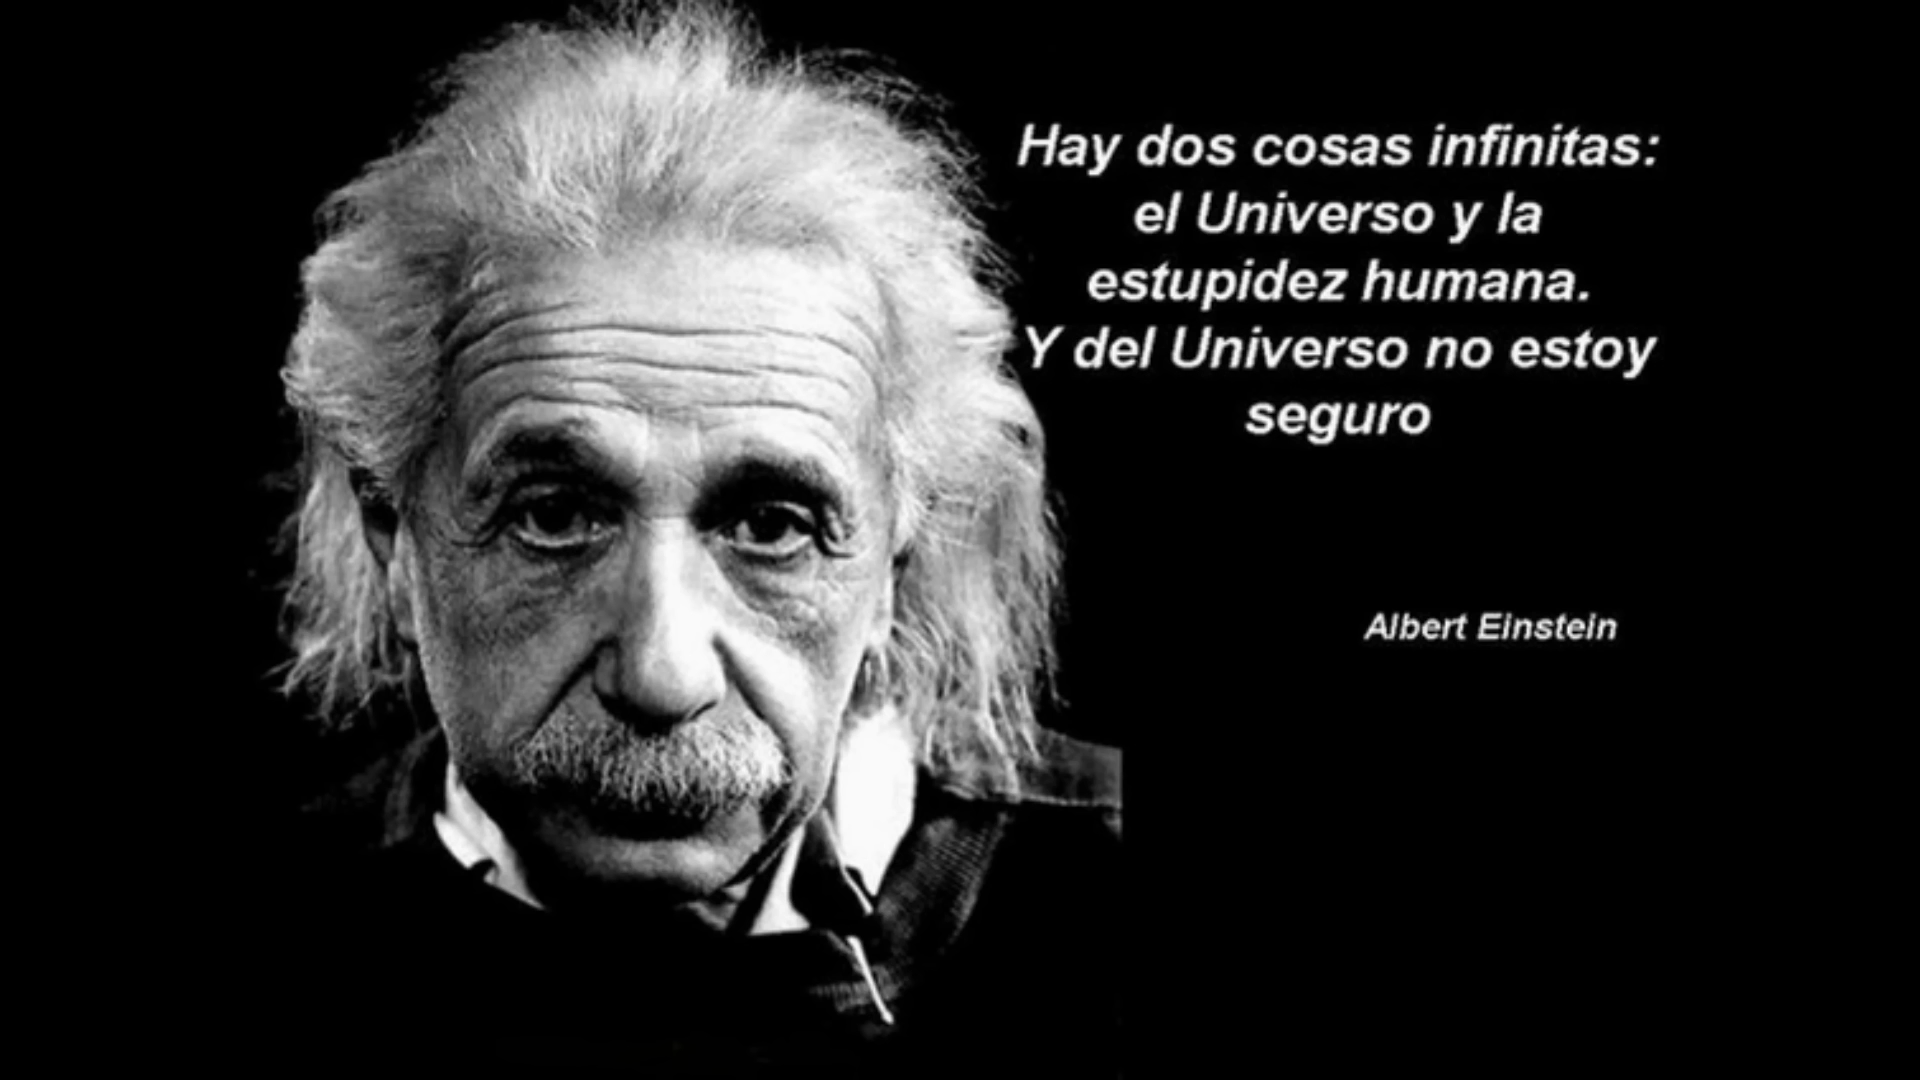 Hay dos cosas infinitas:
el Universo y la
estupidez humana.
Y del Universo no estoy
seguro
Albert Einstein